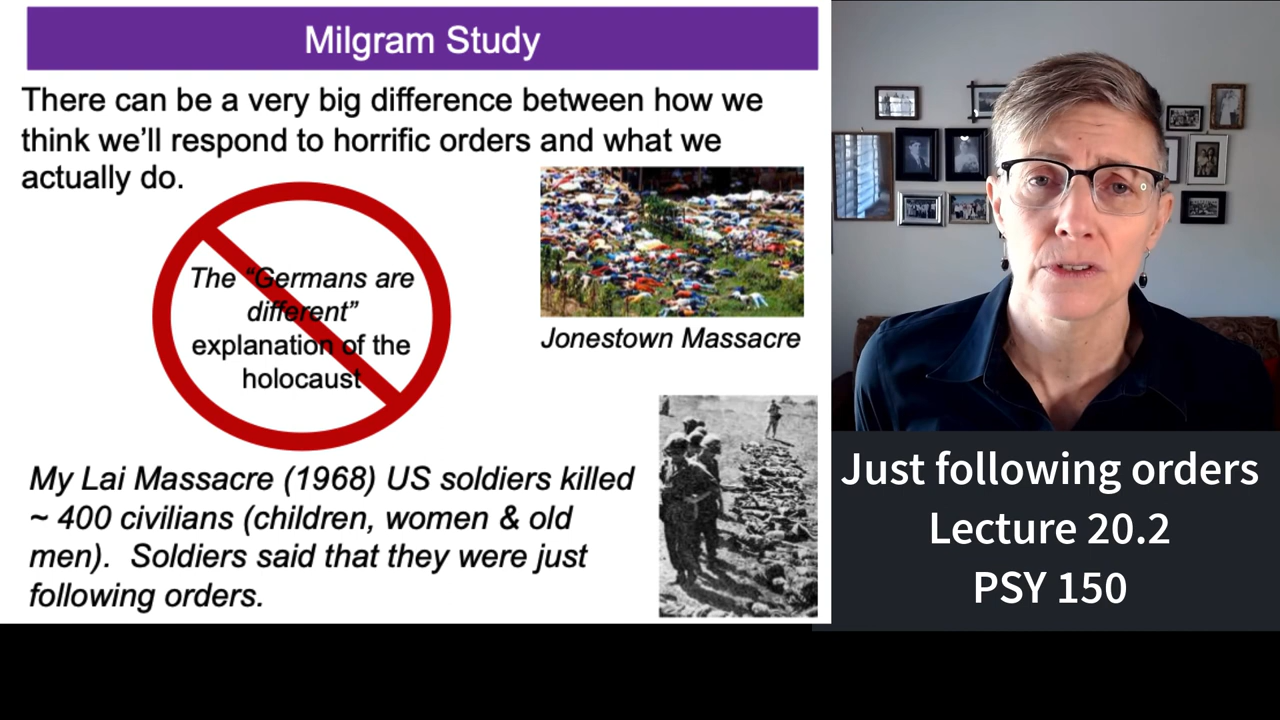 Milgram Study
There can be a very big difference between how we
think we’ll respond to horrific orders and what we
actually do.
The “Germans are
different”
explanation of the
holocaust
Jonestown Massacre
My Lai Massacre (1968) US soldiers killed
~ 400 civilians (children, women & old
men).  Soldiers said that they were just
following orders.
Just following orders
Lecture 20.2
PSY 150